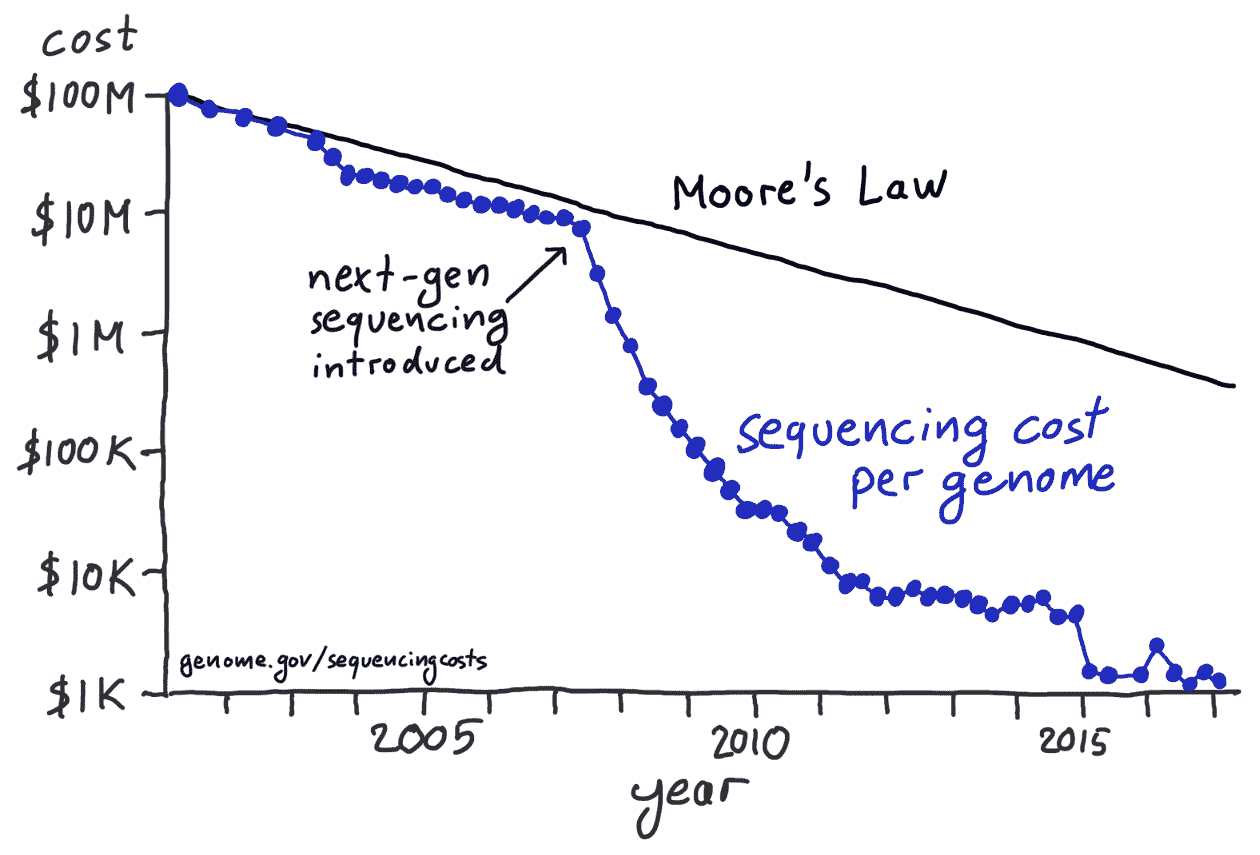 cost
$100M
$10M
$1M
$100K
$10K
$1K
Moore's Law
next-gen
sequencing
introduced
sequencing cost
per genome
genome.gov/sequencingcosts
2005
2010
2015
year